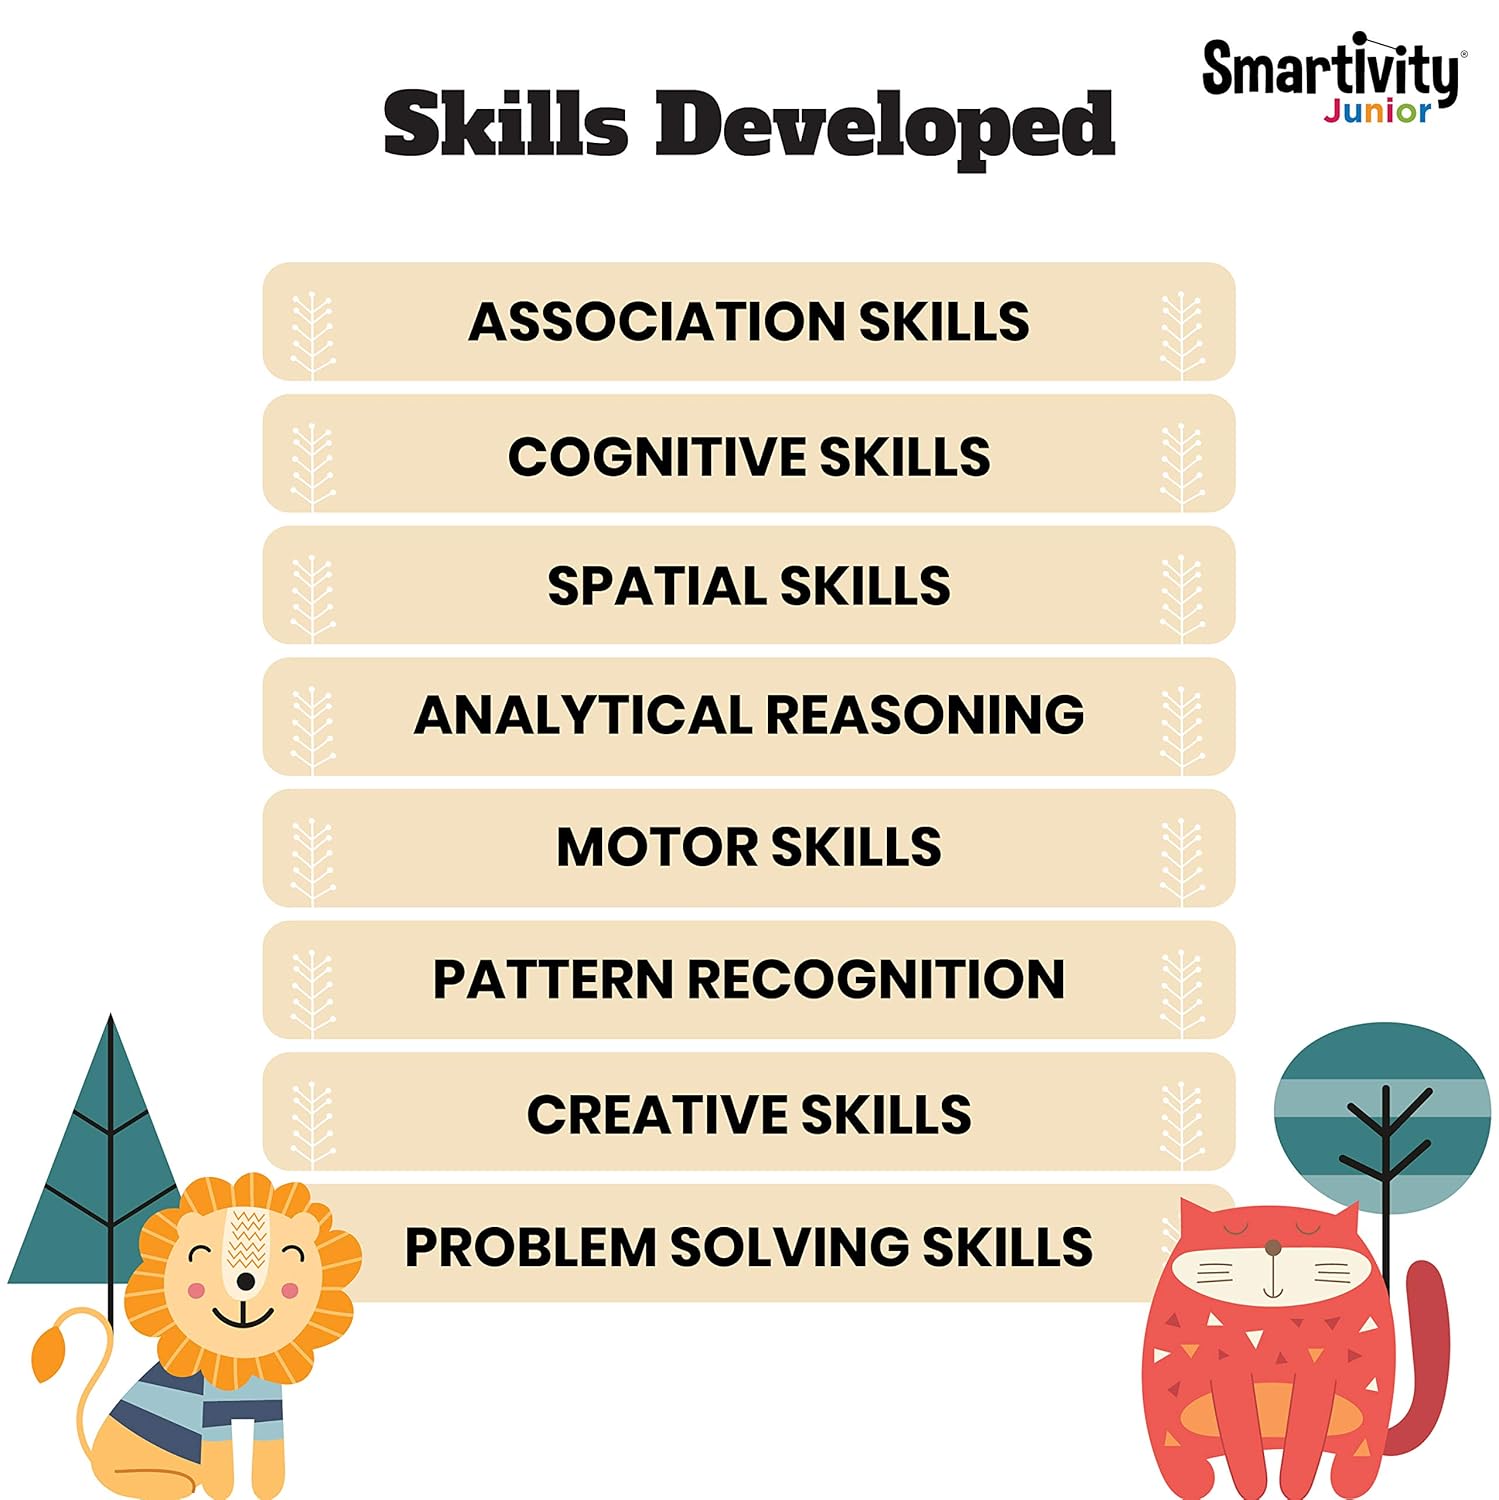 Smartivity®
Junior
Skills Developed
ASSOCIATION SKILLS
COGNITIVE SKILLS
SPATIAL SKILLS
ANALYTICAL REASONING
MOTOR SKILLS
PATTERN RECOGNITION
CREATIVE SKILLS
PROBLEM SOLVING SKILLS